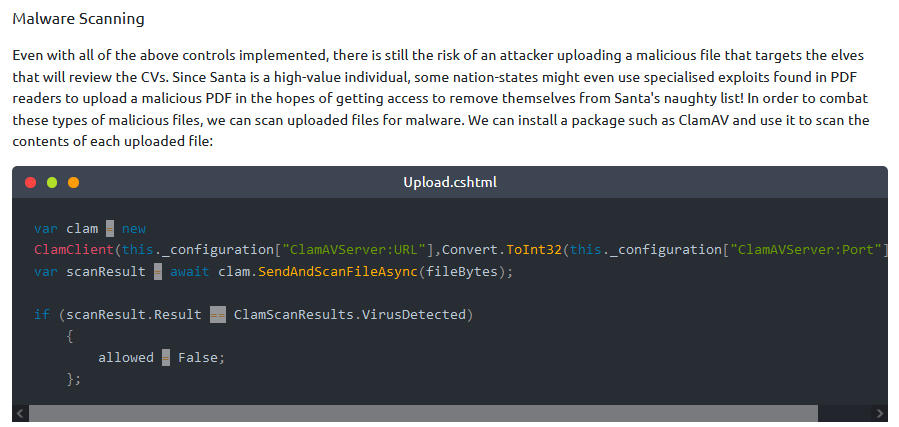 Malware Scanning
Even with all of the above controls implemented, there is still the risk of an attacker uploading a malicious file that targets the elves
that will review the CVs. Since Santa is a high-value individual, some nation-states might even use specialised exploits found in PDF
readers to upload a malicious PDF in the hopes of getting access to remove themselves from Santa's naughty list! In order to combat
these types of malicious files, we can scan uploaded files for malware. We can install a package such as ClamAV and use it to scan the
contents of each uploaded file:
Upload.cshtml
var clam = new
ClamClient(this._configuration["ClamAVServer:URL"],Convert.ToInt32(this._configuration["ClamAVServer:Port"]
var scanResult = await clam.SendAndScanFileAsync(fileBytes);
if (scanResult.Result == ClamScanResults.VirusDetected)
{
allowed = False;
};